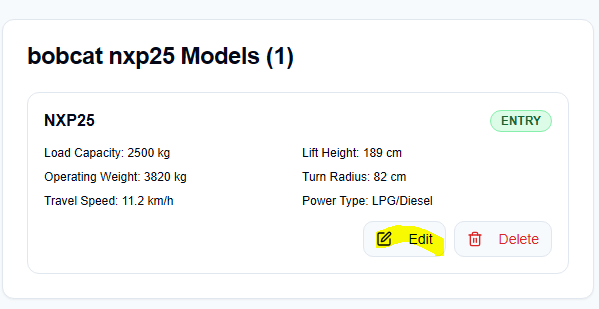 bobcat nxp25 Models (1)
NXP25
ENTRY
Load Capacity: 2500 kg
Lift Height: 189 cm
Operating Weight: 3820 kg
Turn Radius: 82 cm
Travel Speed: 11.2 km/h
Power Type: LPG/Diesel
Edit
Delete